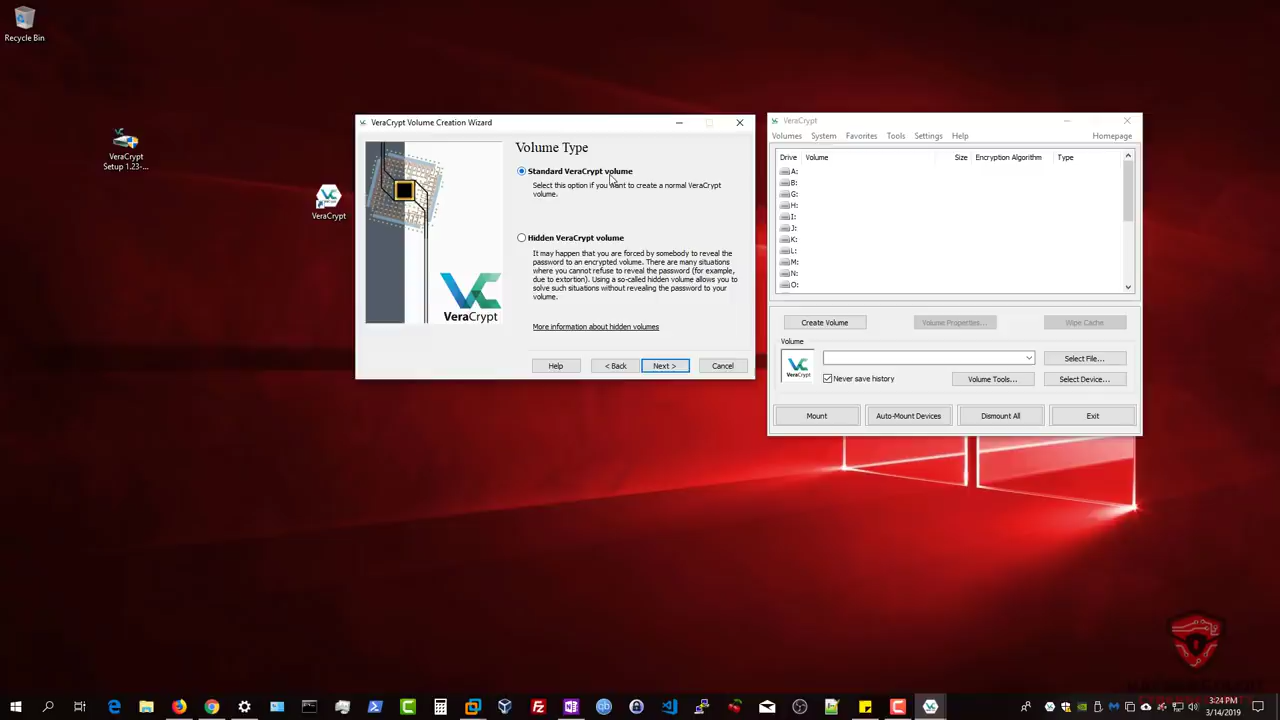 Recycle Bin
VeraCrypt
Setup 1.23-...
VeraCrypt
VeraCrypt Volume Creation Wizard
Volume Type
Standard VeraCrypt volume
Select this option if you want to create a normal VeraCrypt
volume.
Hidden VeraCrypt volume
It may happen that you are forced by somebody to reveal the
password to an encrypted volume. There are many situations
where you cannot refuse to reveal the password (for example,
due to extortion). Using a so-called hidden volume allows you to
solve such situations without revealing the password to your
volume.
More information about hidden volumes
VeraCrypt
Help
< Back
Next >
Cancel
VeraCrypt
Volumes System Favorites Tools Settings Help Homepage
Drive Volume Size Encryption Algorithm Type
A:
B:
G:
H:
I:
J:
K:
L:
M:
N:
O:
Create Volume
Volume Properties...
Wipe Cache
Volume
VeraCrypt
Select File...
Never save history
Volume Tools...
Select Device...
Mount
Auto-Mount Devices
Dismount All
Exit
3:24 PM
3/14/2019